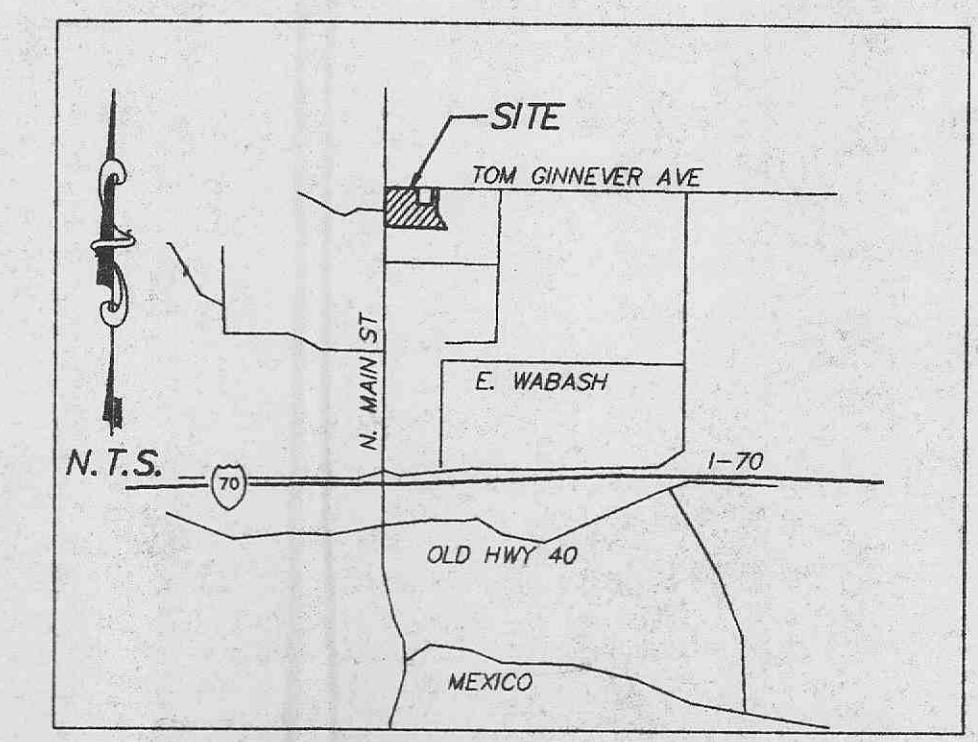 SITE
TOM GINNEVER AVE
N. MAIN ST
E. WABASH
N.T.S.
I-70
70
OLD HWY 40
MEXICO